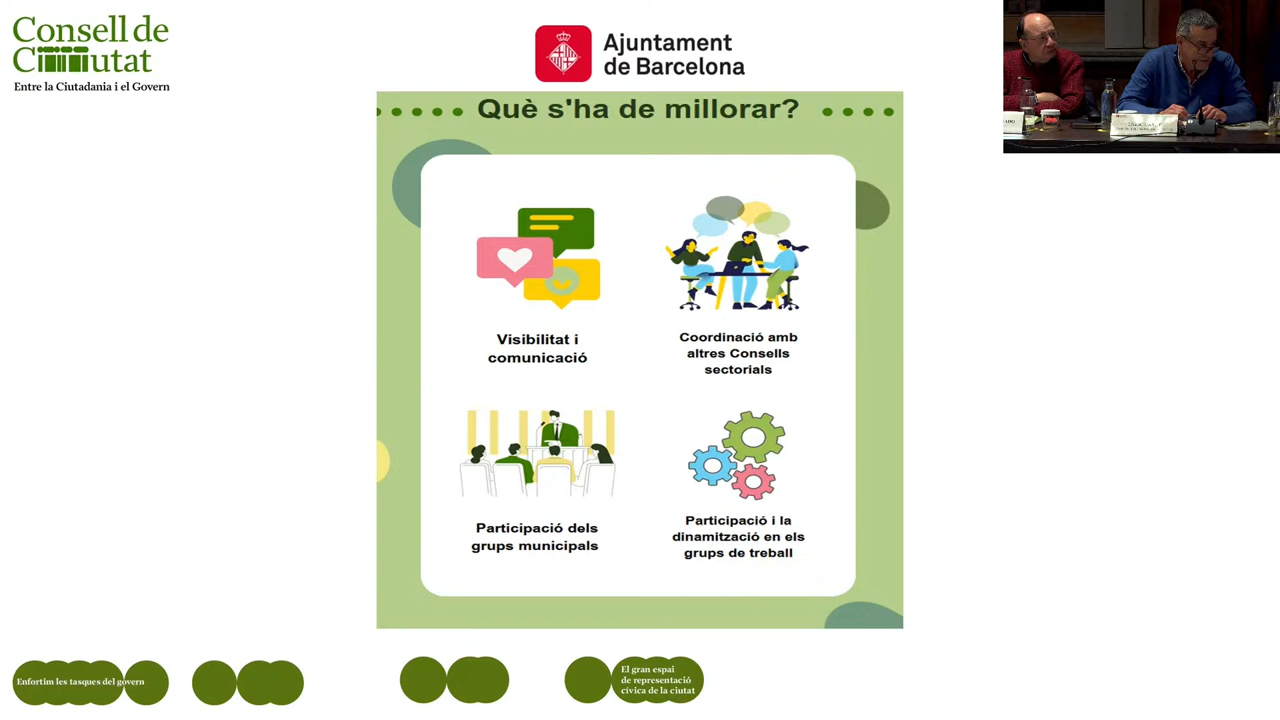 Consell de
Ciutat
Entre la Ciutadania i el Govern
Ajuntament
de Barcelona
Què s'ha de millorar?
Visibilitat i
comunicació
Coordinació amb
altres Consells
sectorials
Participació dels
grups municipals
Participació i la
dinamització en els
grups de treball
Enfortim les tasques del govern
El gran espai
de representació
cívica de la ciutat